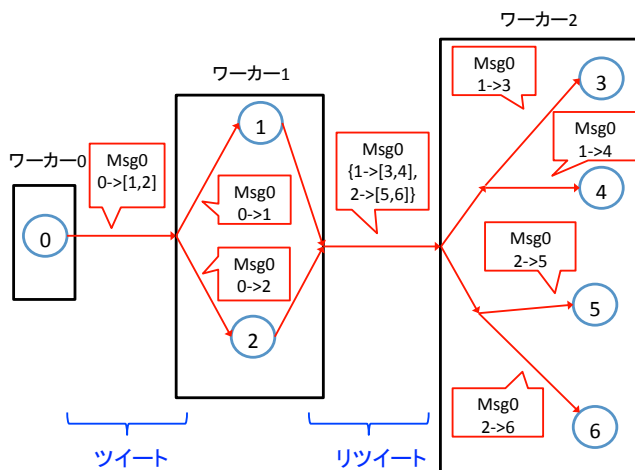 ワーカー0
0
Msg0
0->[1,2]
ワーカー1
1
Msg0
0->1
Msg0
0->2
2
Msg0
{1->[3,4],
2->[5,6]}
ワーカー2
Msg0
1->3
3
Msg0
1->4
4
Msg0
2->5
5
Msg0
2->6
6
ツイート
リツイート